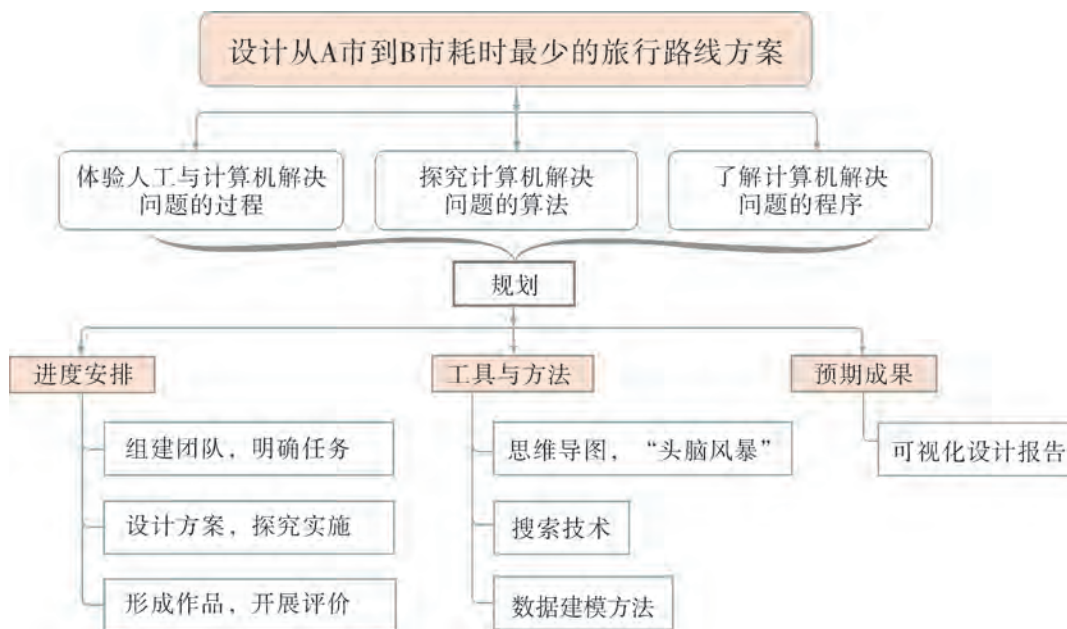 设计从A市到B市耗时最少的旅行路线方案
体验人工与计算机解决
问题的过程
探究计算机解决
问题的算法
了解计算机解决
问题的程序
规划
进度安排
工具与方法
预期成果
组建团队，明确任务
思维导图，“头脑风暴”
可视化设计报告
设计方案，探究实施
搜索技术
形成作品，开展评价
数据建模方法